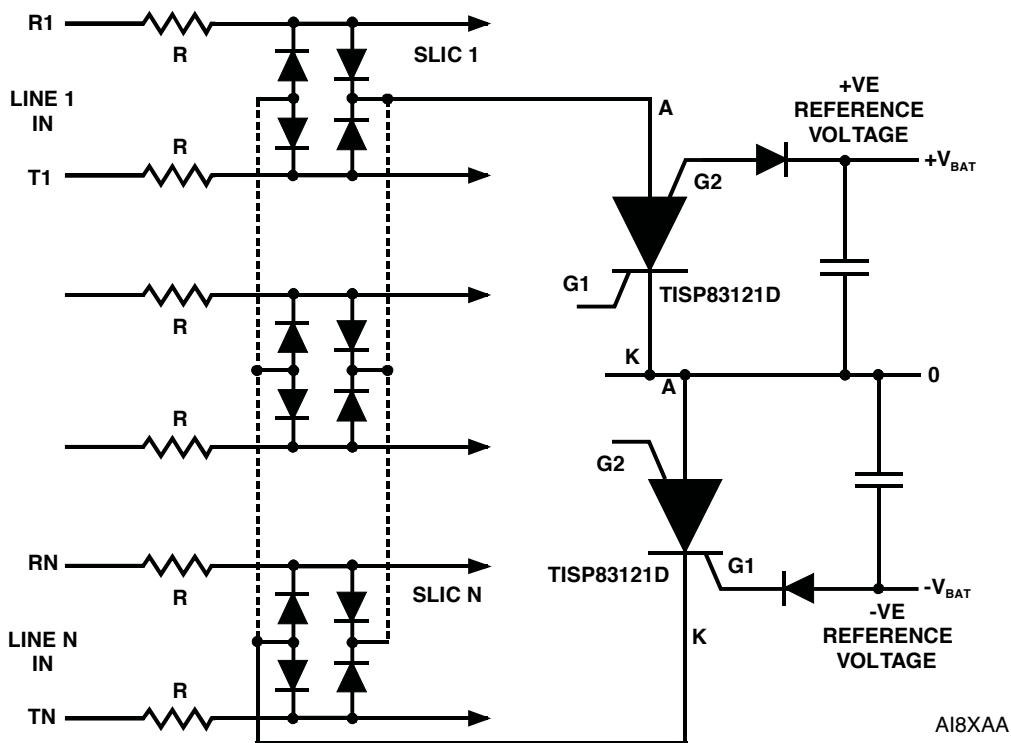 R1
R
SLIC 1
LINE 1
IN
R
T1
A
+VE
REFERENCE
VOLTAGE
+VBAT
G2
G1
TISP83121D
K
0
A
R
R
G2
RN
R
SLIC N
TISP83121D
G1
-VBAT
-VE
REFERENCE
VOLTAGE
K
LINE N
IN
R
TN
AI8XAA